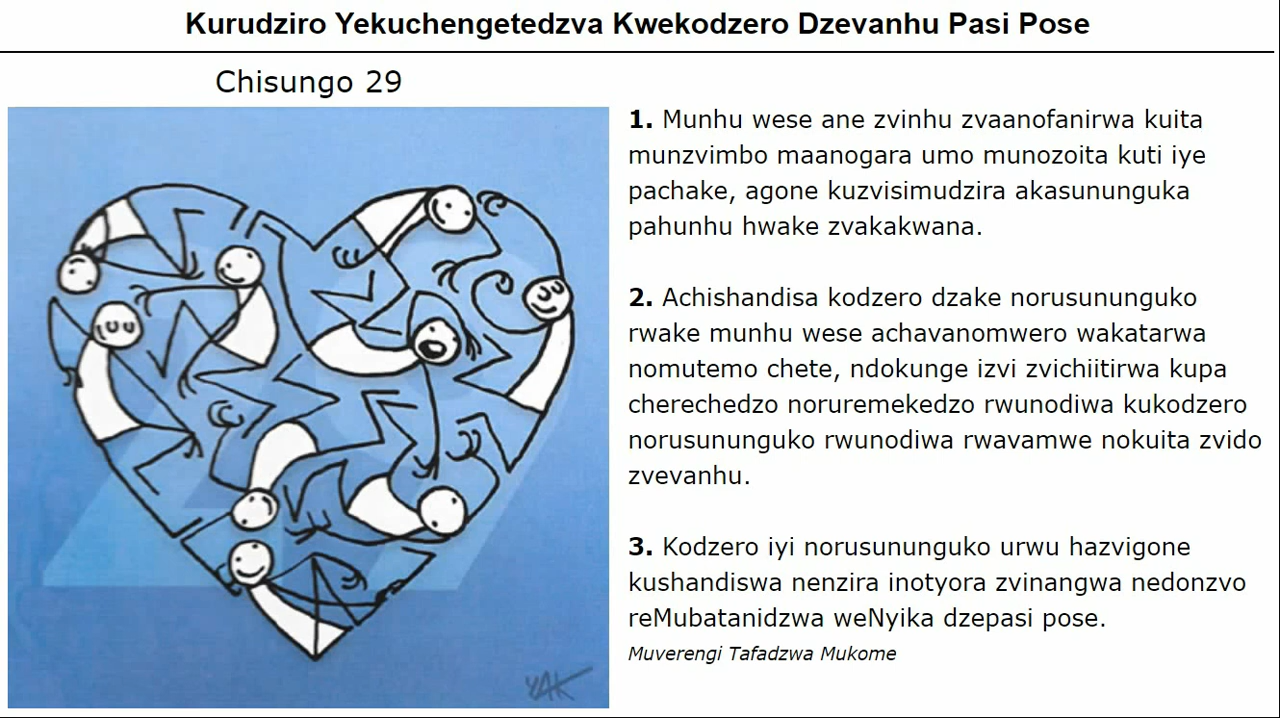 Kurudziro Yekuchengetedzva Kwekodzero Dzevanhu Pasi Pose
Chisungo 29
1. Munhu wese ane zvinhu zvaanofanirwa kuita
munzvimbo maanogara umo munozoita kuti iye
pachake, agone kuzvisimudzira akasununguka
pahunhu hwake zvakakwana.
2. Achishandisa kodzero dzake norusununguko
rwake munhu wese achavanomwero wakatarwa
nomutemo chete, ndokunge izvi zvichiitirwa kupa
cherechedzo noruremekedzo rwunodiwa kukodzero
norusununguko rwunodiwa rwavamwe nokuita zvido
zvevanhu.
3. Kodzero iyi norusununguko urwu hazvigone
kushandiswa nenzira inotyora zvinangwa nedonzvo
reMubatanidzwa weNyika dzepasi pose.
Muverengi Tafadzwa Mukome
YAK